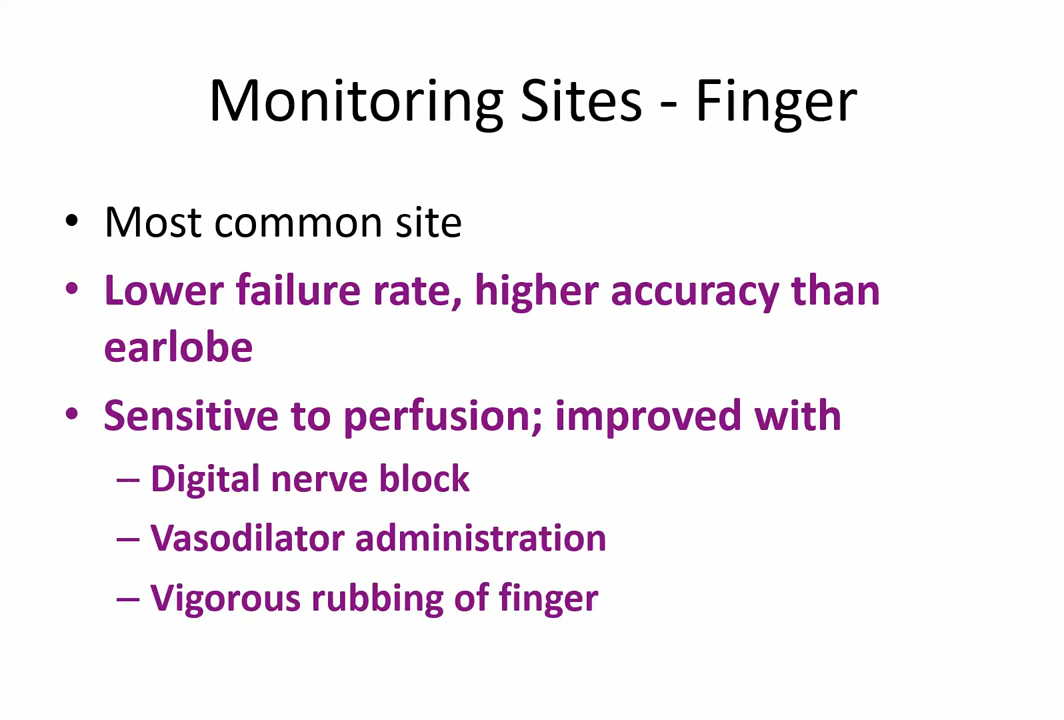 Monitoring Sites - Finger
• Most common site
• Lower failure rate, higher accuracy than
earlobe
• Sensitive to perfusion; improved with
– Digital nerve block
– Vasodilator administration
– Vigorous rubbing of finger